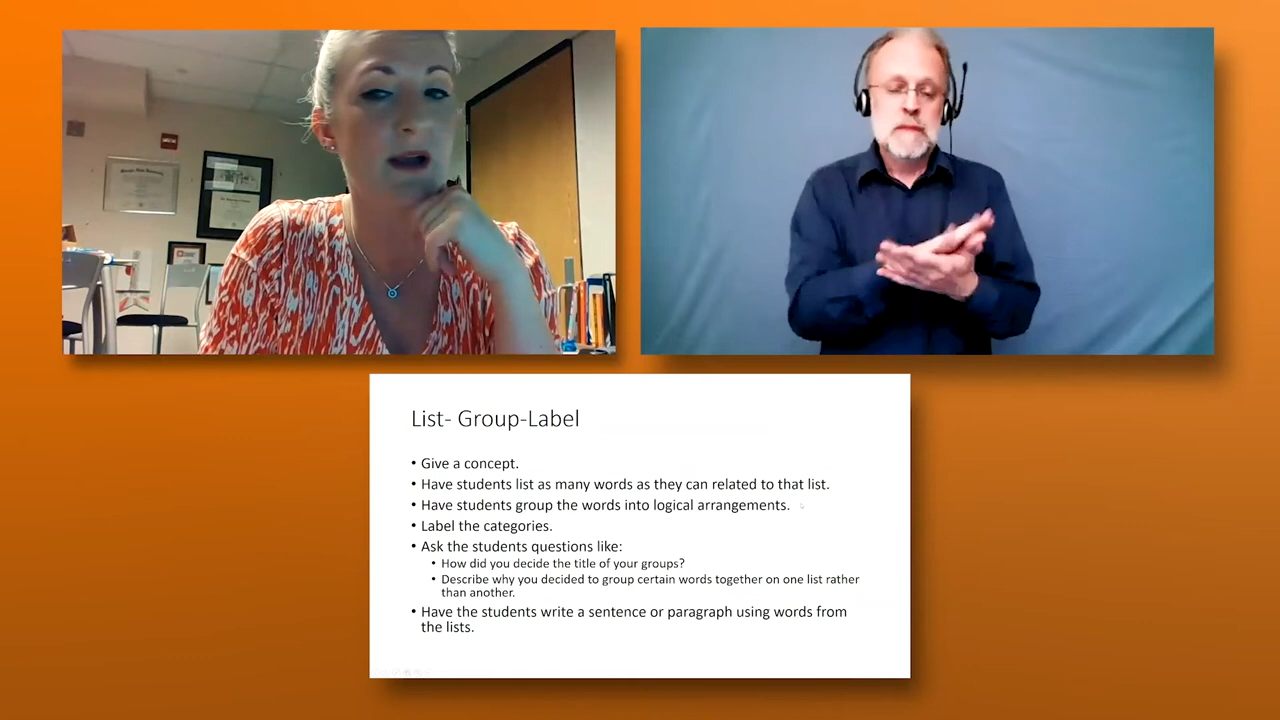 List- Group-Label
• Give a concept.
• Have students list as many words as they can related to that list.
• Have students group the words into logical arrangements.
• Label the categories.
• Ask the students questions like:
• How did you decide the title of your groups?
• Describe why you decided to group certain words together on one list rather
than another.
• Have the students write a sentence or paragraph using words from
the lists.